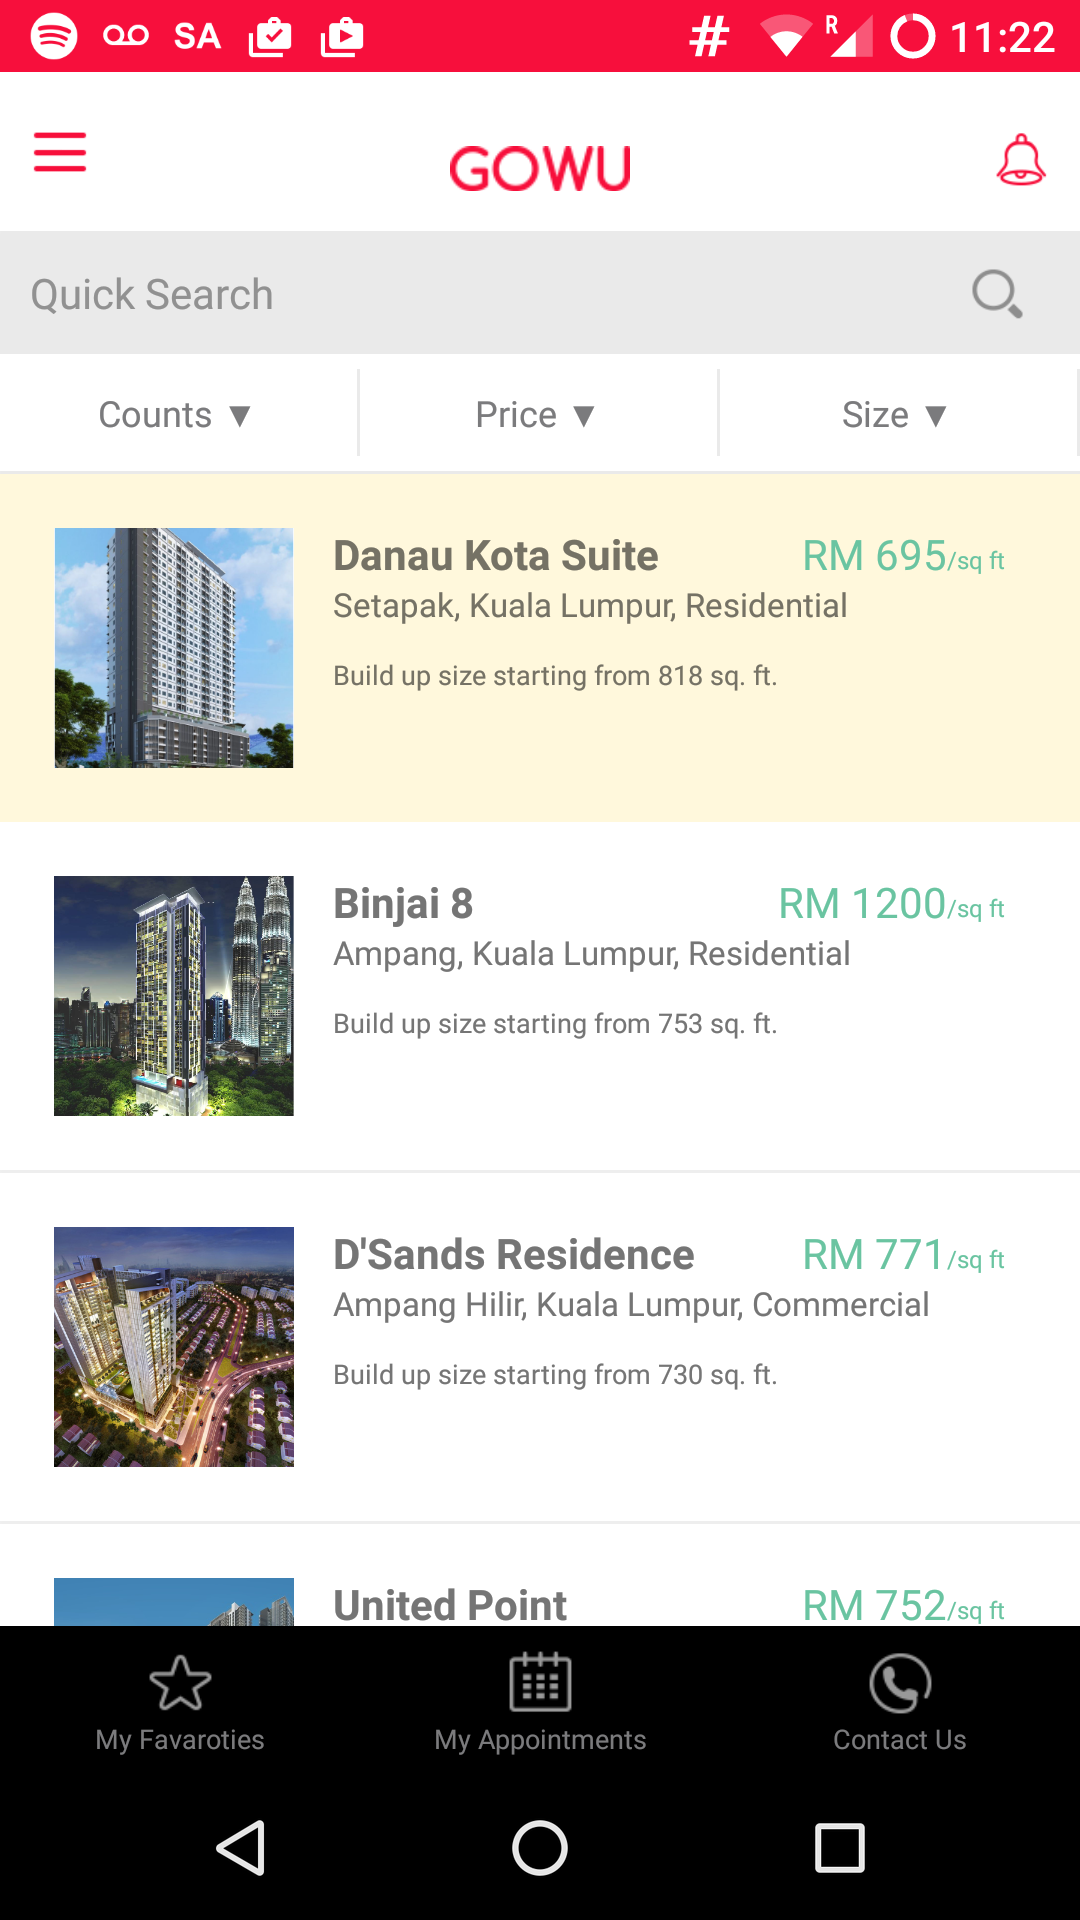 SA # R 11:22
GOWU
Quick Search
Counts ▼ Price ▼ Size ▼
Danau Kota Suite RM 695/sq ft
Setapak, Kuala Lumpur, Residential
Build up size starting from 818 sq. ft.
Binjai 8 RM 1200/sq ft
Ampang, Kuala Lumpur, Residential
Build up size starting from 753 sq. ft.
D'Sands Residence RM 771/sq ft
Ampang Hilir, Kuala Lumpur, Commercial
Build up size starting from 730 sq. ft.
United Point RM 752/sq ft
My Favaroties My Appointments Contact Us